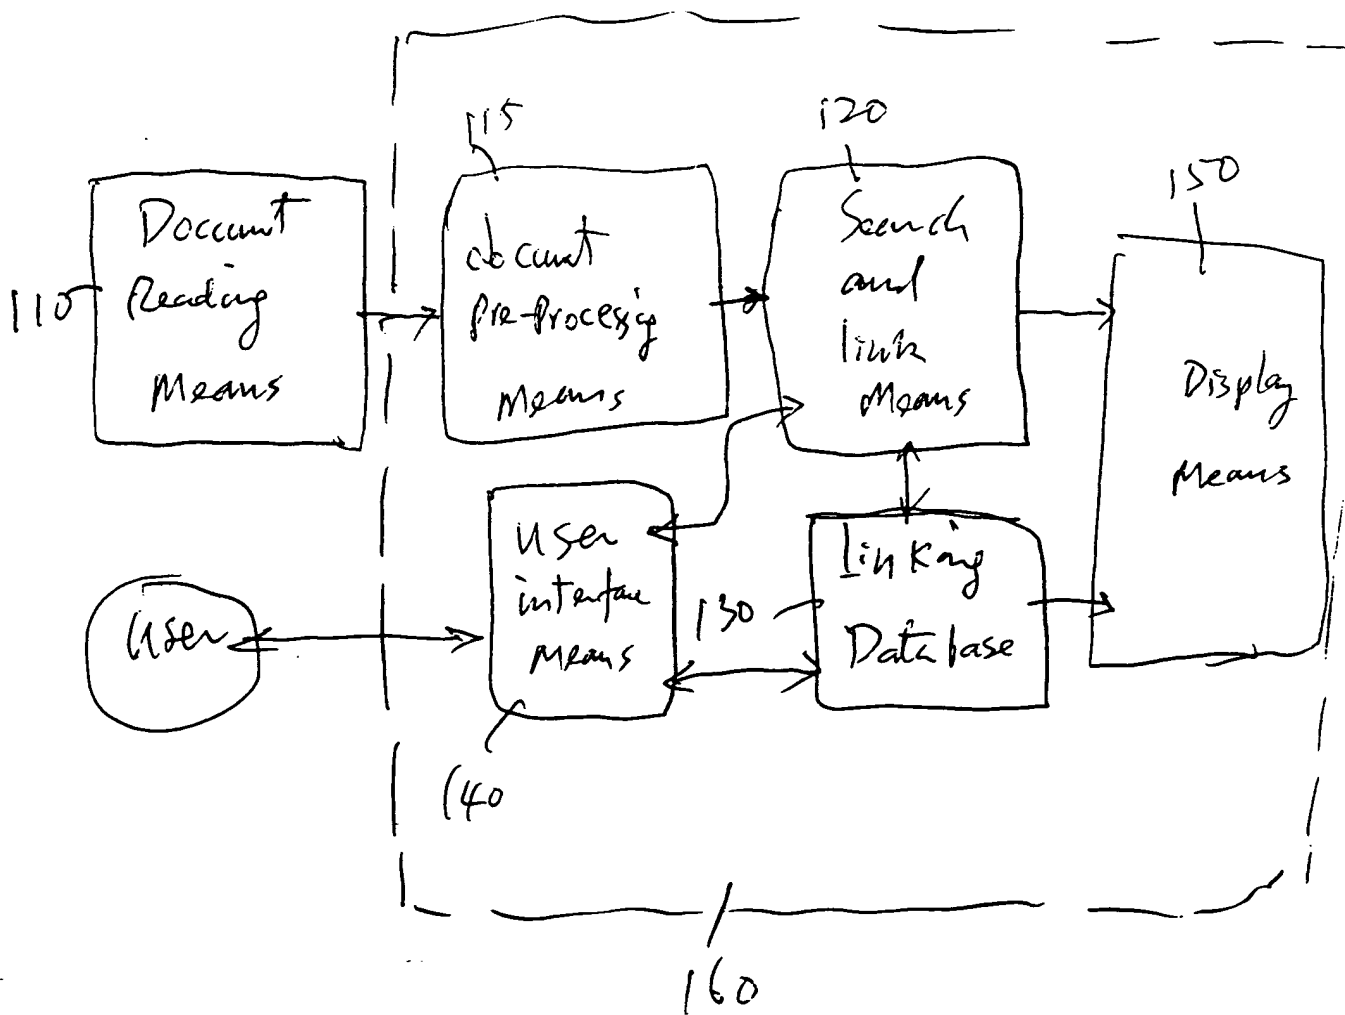 115
120
150
110
Document
Reading
Means
document
Pre-Processing
Means
Search
and
link
Means
Display
Means
User
User
interface
Means
130
Linking
Database
140
160